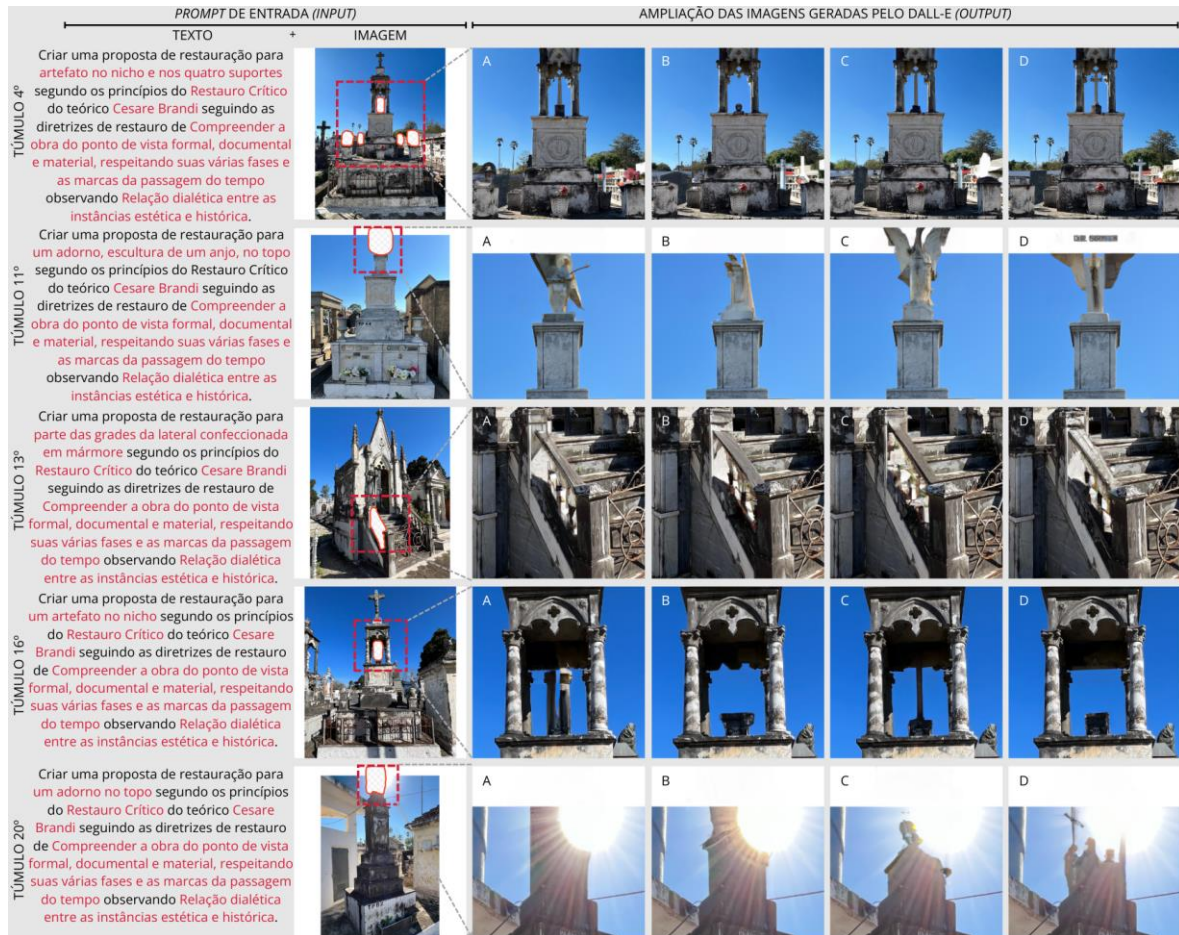 PROMPT DE ENTRADA (INPUT)
AMPLIAÇÃO DAS IMAGENS GERADAS PELO DALL-E (OUTPUT)
TEXTO + IMAGEM
TÚMULO 4º
Criar uma proposta de restauração para
artefato no nicho e nos quatro suportes
segundo os princípios do Restauro Crítico
do teórico Cesare Brandi seguindo as
diretrizes de restauro de Compreender a
obra do ponto de vista formal, documental
e material, respeitando suas várias fases e
as marcas da passagem do tempo
observando Relação dialética entre as
instâncias estética e histórica.
A
B
C
D
TÚMULO 11º
Criar uma proposta de restauração para
um adorno, escultura de um anjo, no topo
segundo os princípios do Restauro Crítico
do teórico Cesare Brandi seguindo as
diretrizes de restauro de Compreender a
obra do ponto de vista formal, documental
e material, respeitando suas várias fases e
as marcas da passagem do tempo
observando Relação dialética entre as
instâncias estética e histórica.
A
B
C
D
TÚMULO 13º
Criar uma proposta de restauração para
parte das grades da lateral confeccionada
em mármore segundo os princípios do
Restauro Crítico do teórico Cesare Brandi
seguindo as diretrizes de restauro de
Compreender a obra do ponto de vista
formal, documental e material, respeitando
suas várias fases e as marcas da passagem
do tempo observando Relação dialética
entre as instâncias estética e histórica.
A
B
C
D
TÚMULO 16º
Criar uma proposta de restauração para
um artefato no nicho segundo os princípios
do Restauro Crítico do teórico Cesare
Brandi seguindo as diretrizes de restauro
de Compreender a obra do ponto de vista
formal, documental e material, respeitando
suas várias fases e as marcas da passagem
do tempo observando Relação dialética
entre as instâncias estética e histórica.
A
B
C
D
TÚMULO 20º
Criar uma proposta de restauração para
um adorno no topo segundo os princípios
do Restauro Crítico do teórico Cesare
Brandi seguindo as diretrizes de restauro
de Compreender a obra do ponto de vista
formal, documental e material, respeitando
suas várias fases e as marcas da passagem
do tempo observando Relação dialética
entre as instâncias estética e histórica.
A
B
C
D